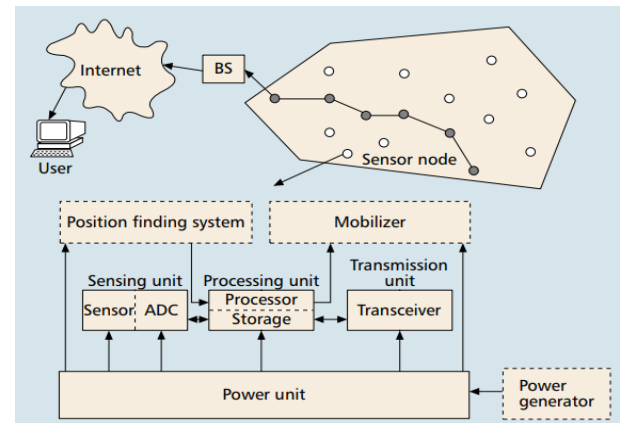 Internet
BS
User
Sensor node
Position finding system
Mobilizer
Sensing unit
Processing unit
Transmission
unit
Sensor
ADC
Processor
Storage
Transceiver
Power unit
Power
generator